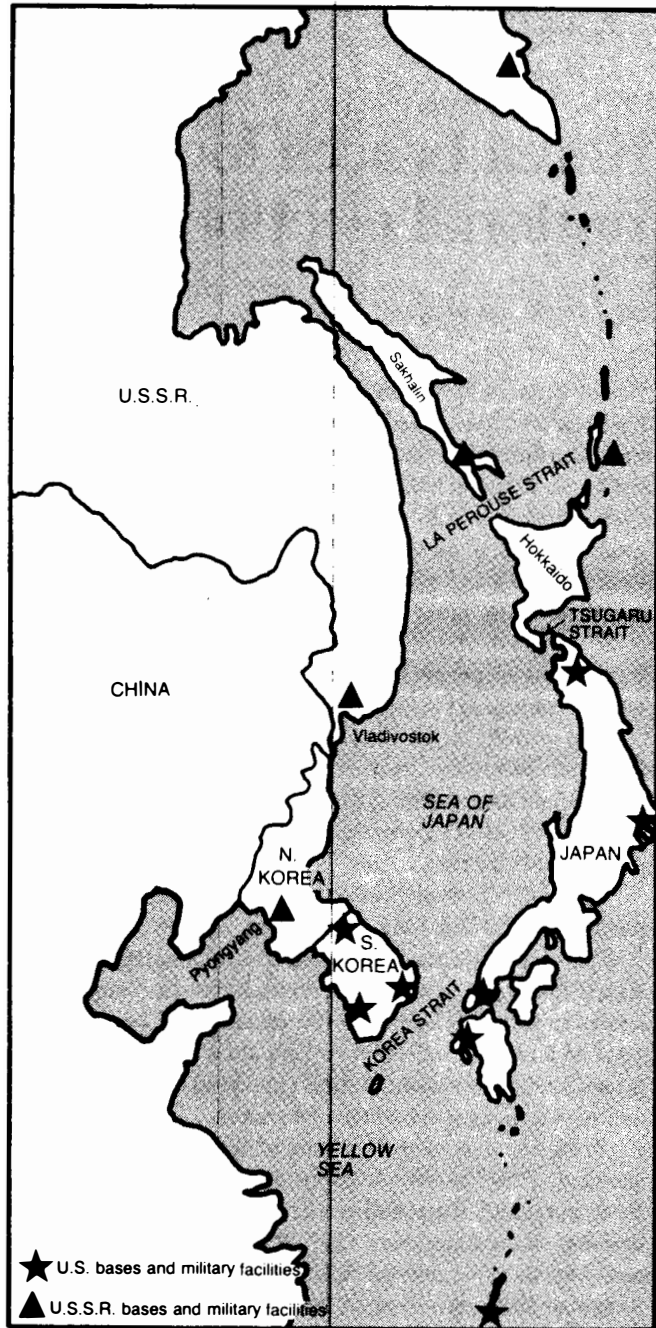 Sakhalin
U.S.S.R.
LA PEROUSE STRAIT
Hokkaido
TSUGARU
STRAIT
CHINA
Vladivostok
SEA OF
JAPAN
JAPAN
N.
KOREA
Pyongyang
S.
KOREA
KOREA STRAIT
YELLOW
SEA
U.S. bases and military facilities
U.S.S.R. bases and military facilities